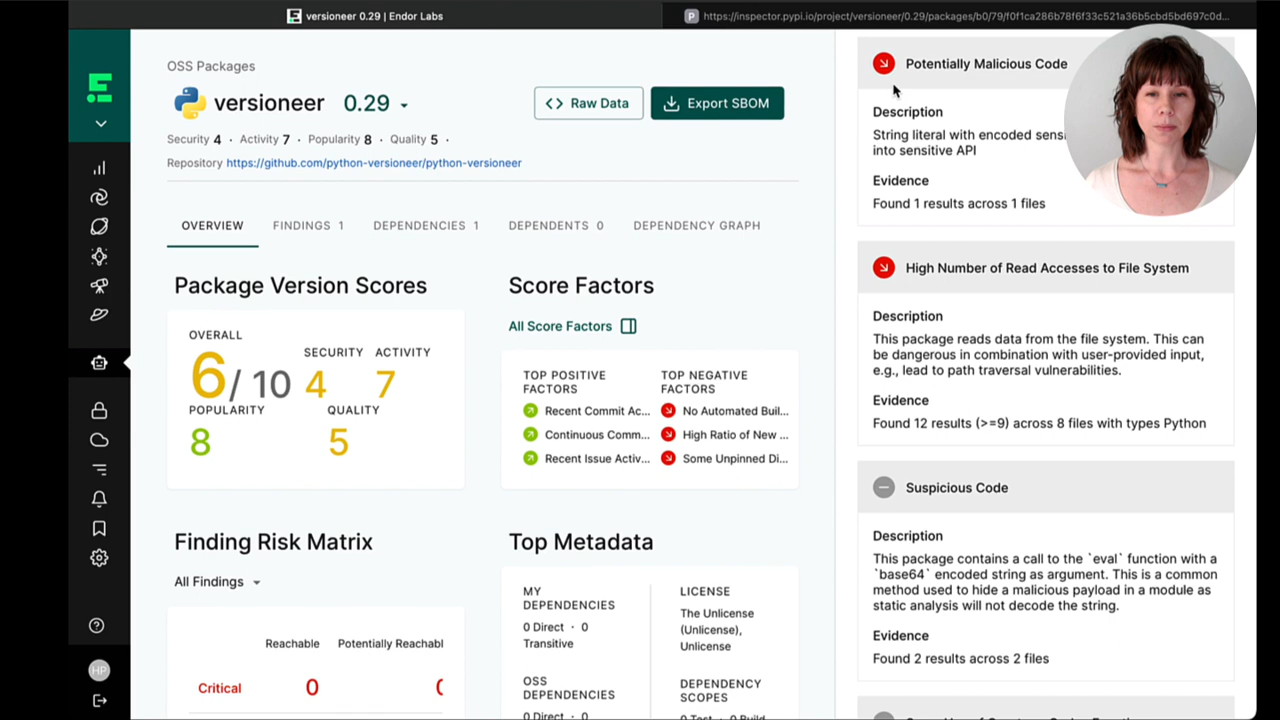 versioneer 0.29 | Endor Labs
https://inspector.pypi.io/project/versioneer/0.29/packages/b0/79/f0f1ca286b78f6f33c521a36b5cbd5bd697c0d...
OSS Packages
versioneer 0.29
Raw Data
Export SBOM
Security 4 · Activity 7 · Popularity 8 · Quality 5 ·
Repository https://github.com/python-versioneer/python-versioneer
OVERVIEW FINDINGS 1 DEPENDENCIES 1 DEPENDENTS 0 DEPENDENCY GRAPH
Package Version Scores
OVERALL
6 / 10
SECURITY
4
ACTIVITY
7
POPULARITY
8
QUALITY
5
Score Factors
All Score Factors
TOP POSITIVE
FACTORS
Recent Commit Ac...
Continuous Comm...
Recent Issue Activ...
TOP NEGATIVE
FACTORS
No Automated Buil...
High Ratio of New ...
Some Unpinned Di...
Finding Risk Matrix
All Findings
Reachable Potentially Reachabl
Critical 0
Top Metadata
MY
DEPENDENCIES
0 Direct · 0
Transitive
OSS
DEPENDENCIES
0 Direct · 0
LICENSE
The Unlicense
(Unlicense),
Unlicense
DEPENDENCY
SCOPES
0 Test · 0 Build
Potentially Malicious Code
Description
String literal with encoded sensi
into sensitive API
Evidence
Found 1 results across 1 files
High Number of Read Accesses to File System
Description
This package reads data from the file system. This can
be dangerous in combination with user-provided input,
e.g., lead to path traversal vulnerabilities.
Evidence
Found 12 results (>=9) across 8 files with types Python
Suspicious Code
Description
This package contains a call to the `eval` function with a
`base64` encoded string as argument. This is a common
method used to hide a malicious payload in a module as
static analysis will not decode the string.
Evidence
Found 2 results across 2 files
HP